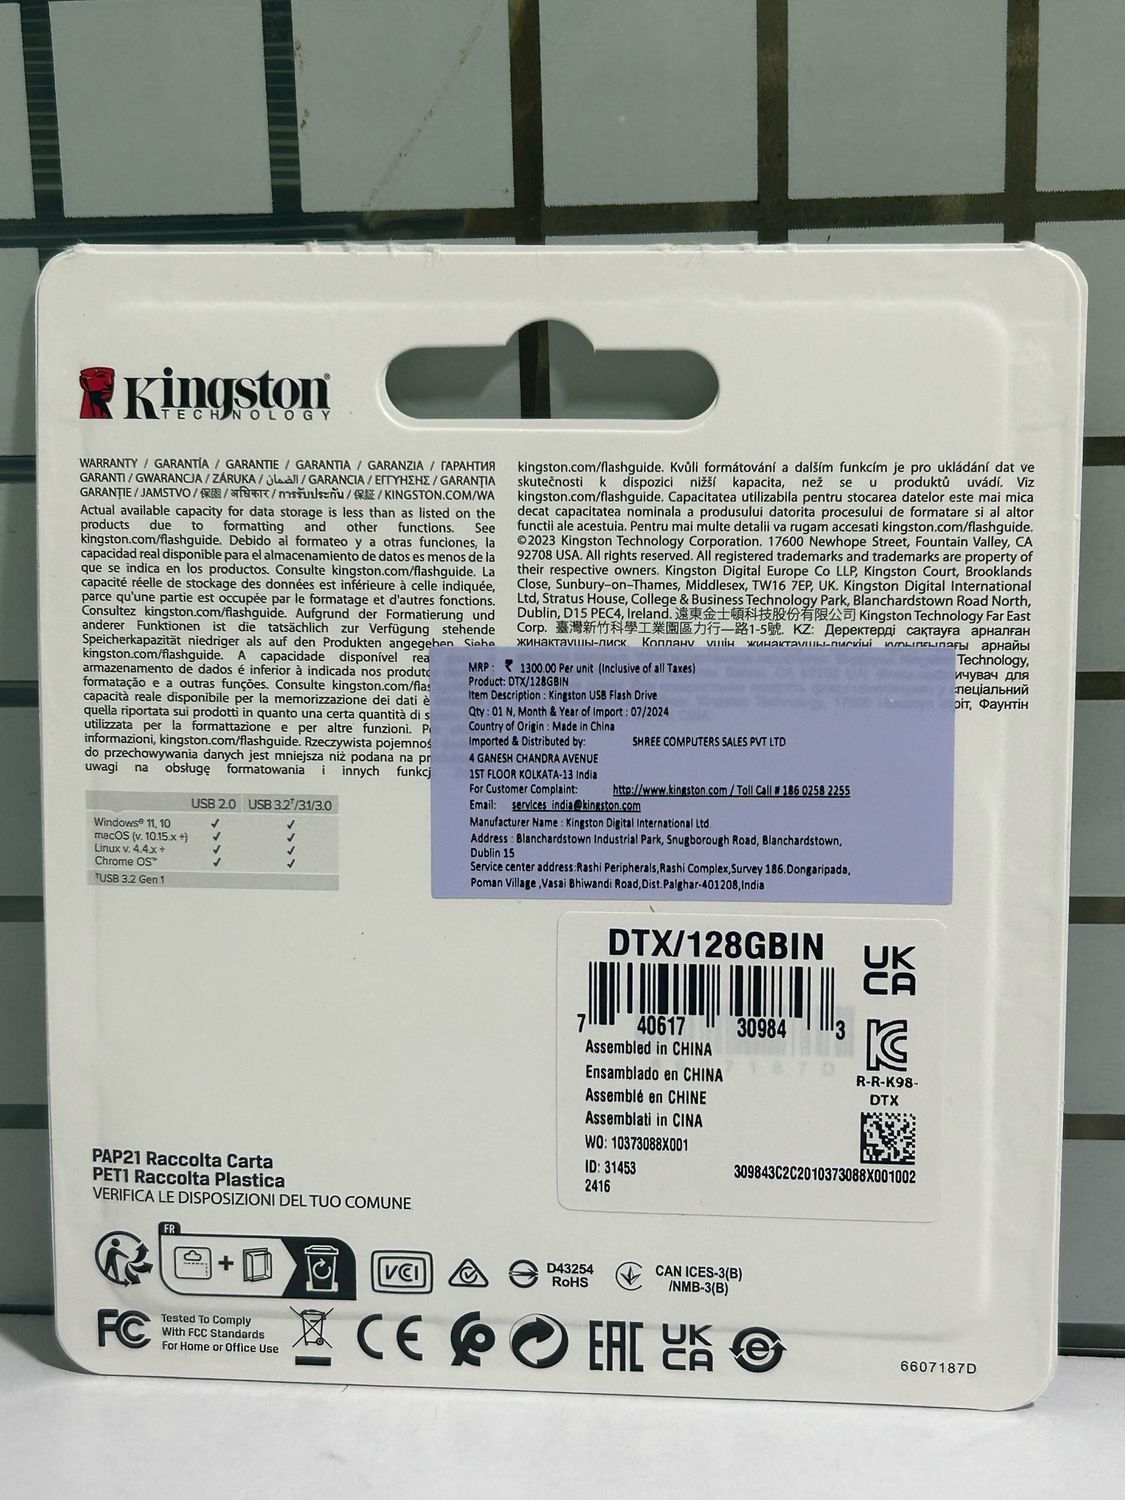 Kingston®
TECHNOLOGY
WARRANTY / GARANTÍA / GARANTIE / GARANTIA / GARANZIA / ГАРАНТИЯ
GARANTI / GWARANCJA / ZÁRUKA / الضمان / GARANCIA / ΕΓΓΥΗΣΗΣ / GARANȚIA
GARANȚIE / JAMSTVO / 保固 / अधिकार / การรับประกัน / 保証 / KINGSTON.COM/WA
Actual available capacity for data storage is less than as listed on the
products due to formatting and other functions. See
kingston.com/flashguide. Debido al formateo y a otras funciones, la
capacidad real disponible para el almacenamiento de datos es menos de la
que se indica en los productos. Consulte kingston.com/flashguide. La
capacité réelle de stockage des données est inférieure à celle indiquée,
parce qu'une partie est occupée par le formatage et d'autres fonctions.
Consultez kingston.com/flashguide. Aufgrund der Formatierung und
anderer Funktionen ist die tatsächlich zur Verfügung stehende
Speicherkapazität niedriger als auf den Produkten angegeben. Siehe
kingston.com/flashguide. A capacidade disponível rea
armazenamento de dados é inferior à indicada nos produto
formatação e a outras funções. Consulte kingston.com/flas
capacità reale disponibile per la memorizzazione dei dati è
quella riportata sui prodotti in quanto una certa quantità di s
utilizzata per la formattazione e per altre funzioni. P
informazioni, kingston.com/flashguide. Rzeczywista pojemnoś
do przechowywania danych jest mniejsza niż podana na pr
uwagi na obsługę formatowania i innych funkcj
kingston.com/flashguide. Kvůli formátování a dalším funkcím je pro ukládání dat ve
skutečnosti k dispozici nižší kapacita, než se u produktů uvádí. Viz
kingston.com/flashguide. Capacitatea utilizabila pentru stocarea datelor este mai mica
decat capacitatea nominala a produsului datorita procesului de formatare si al altor
functii ale acestuia. Pentru mai multe detalii va rugam accesati kingston.com/flashguide.
©2023 Kingston Technology Corporation. 17600 Newhope Street, Fountain Valley, CA
92708 USA. All rights reserved. All registered trademarks and trademarks are property of
their respective owners. Kingston Digital Europe Co LLP, Kingston Court, Brooklands
Close, Sunbury-on-Thames, Middlesex, TW16 7EP, UK. Kingston Digital International
Ltd, Stratus House, College & Business Technology Park, Blanchardstown Road North,
Dublin, D15 PEC4, Ireland. 遠東金士頓科技股份有限公司 Kingston Technology Far East
Corp. 臺灣新竹科學工業園區力行一路1-5號. KZ: Деректерді сақтауға арналған
жинақтаушы-диск. Қолдану үшін жинақтаушы-дискіні құрылғыдағы арнайы
Technology,
ичувач для
спеціальний
оіт, Фаунтін
MRP : ₹ 1300.00 Per unit (Inclusive of all Taxes)
Product: DTX/128GBIN
Item Description : Kingston USB Flash Drive
Qty : 01 N, Month & Year of Import : 07/2024
Country of Origin : Made in China
Imported & Distributed by: SHREE COMPUTERS SALES PVT LTD
4 GANESH CHANDRA AVENUE
1ST FLOOR KOLKATA-13 India
For Customer Complaint: http://www.kingston.com / Toll Call # 186 0258 2255
Email: services_india@kingston.com
Manufacturer Name : Kingston Digital International Ltd.
Address : Blanchardstown Industrial Park, Snugborough Road, Blanchardstown,
Dublin 15
Service center address:Rashi Peripherals,Rashi Complex,Survey 186.Dongaripada,
Poman Village ,Vasai Bhiwandi Road,Dist.Palghar-401208,India
USB 2.0 USB 3.2†/3.1/3.0
Windows® 11, 10 ✓ ✓
macOS (v. 10.15.x +) ✓ ✓
Linux v. 4.4.x + ✓ ✓
Chrome OS™ ✓ ✓
†USB 3.2 Gen 1
DTX/128GBIN
7 40617 30984 3
Assembled in CHINA
Ensamblado en CHINA
Assemblé en CHINE
Assemblati in CINA
WO: 10373088X001
ID: 31453
2416
UK
CA
R-R-K98-
DTX
309843C2C2010373088X001002
PAP21 Raccolta Carta
PET1 Raccolta Plastica
VERIFICA LE DISPOSIZIONI DEL TUO COMUNE
FR
+
VCI
D43254
RoHS
CAN ICES-3(B)
/NMB-3(B)
FC
Tested To Comply
With FCC Standards
For Home or Office Use
CE
EAC
UK
CA
e
6607187D